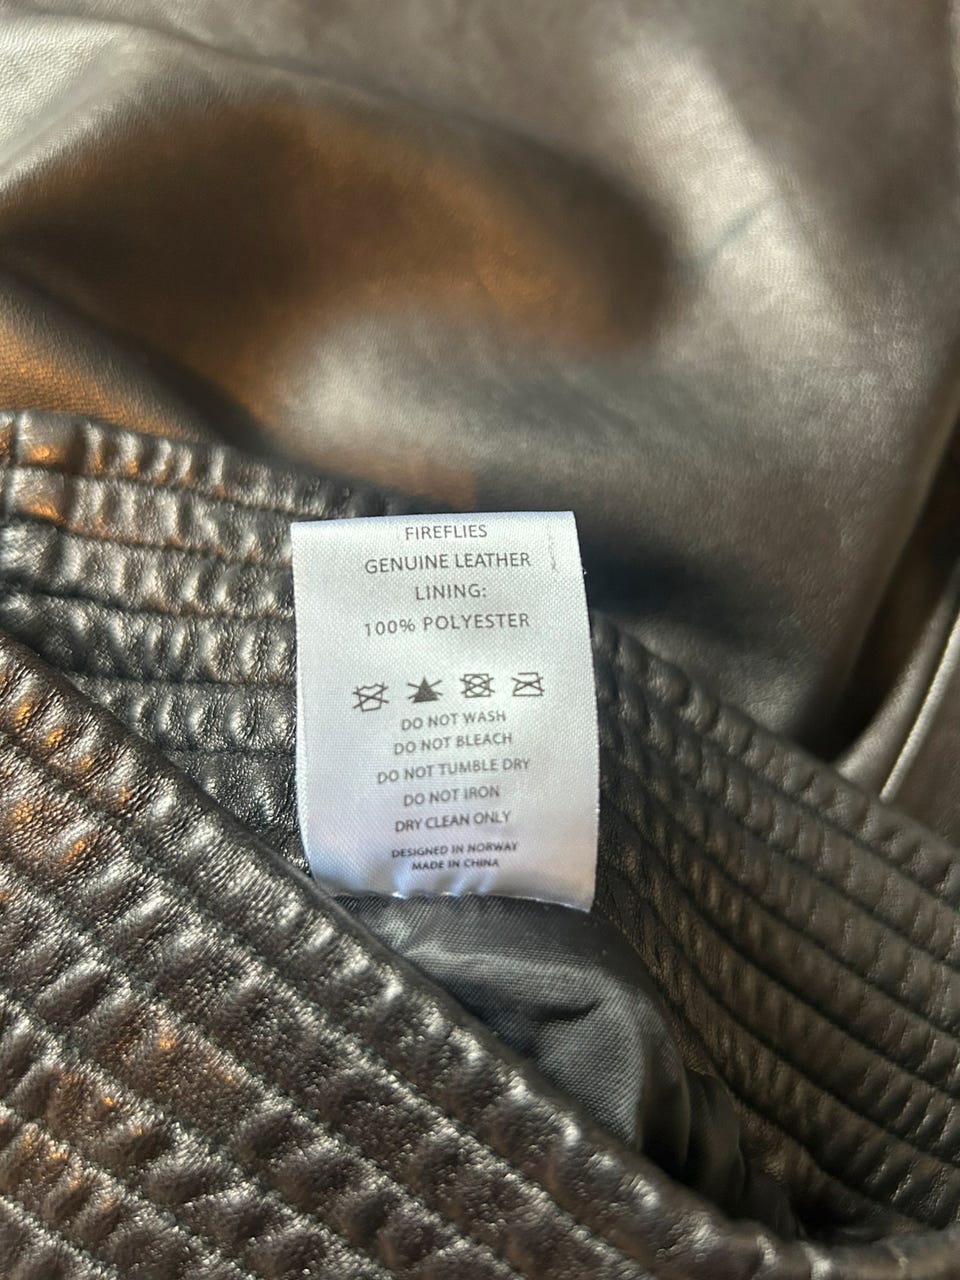 FIREFLIES
GENUINE LEATHER
LINING:
100% POLYESTER
DO NOT WASH
DO NOT BLEACH
DO NOT TUMBLE DRY
DO NOT IRON
DRY CLEAN ONLY
DESIGNED IN NORWAY
MADE IN CHINA